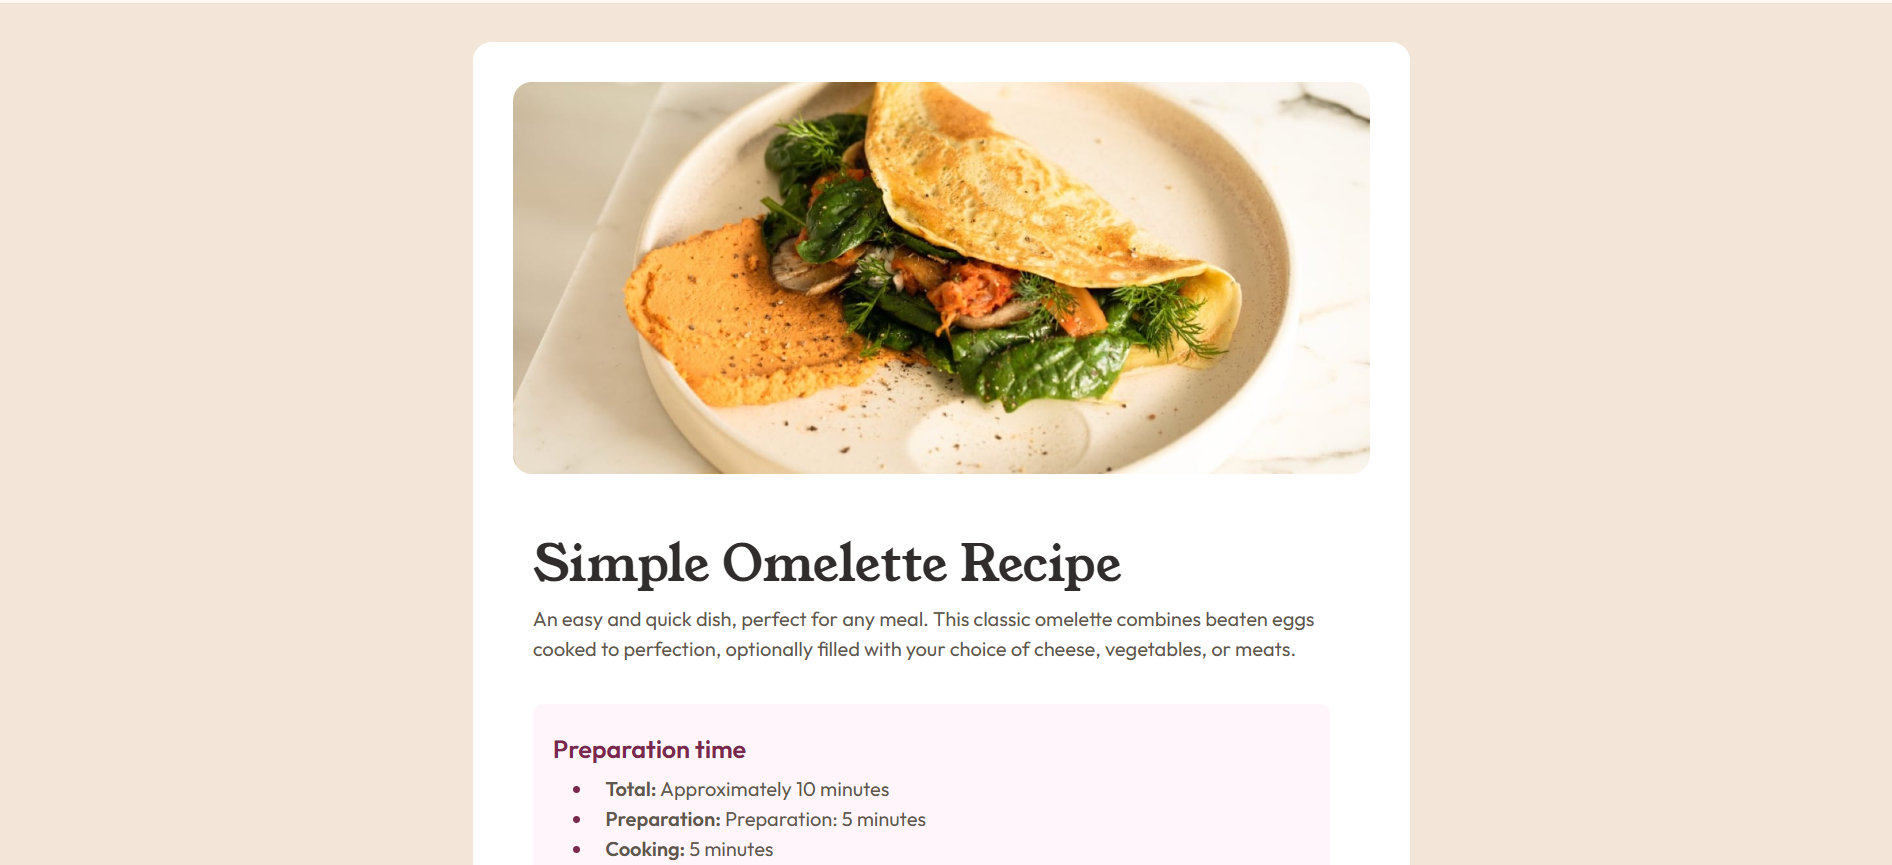 Simple Omelette Recipe
An easy and quick dish, perfect for any meal. This classic omelette combines beaten eggs
cooked to perfection, optionally filled with your choice of cheese, vegetables, or meats.
Preparation time
• Total: Approximately 10 minutes
• Preparation: Preparation: 5 minutes
• Cooking: 5 minutes